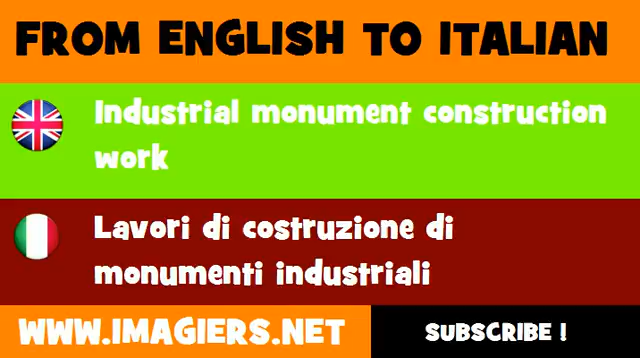 FROM ENGLISH TO ITALIAN
Industrial monument construction
work
Lavori di costruzione di
monumenti industriali
WWW.IMAGIERS.NET
SUBSCRIBE !